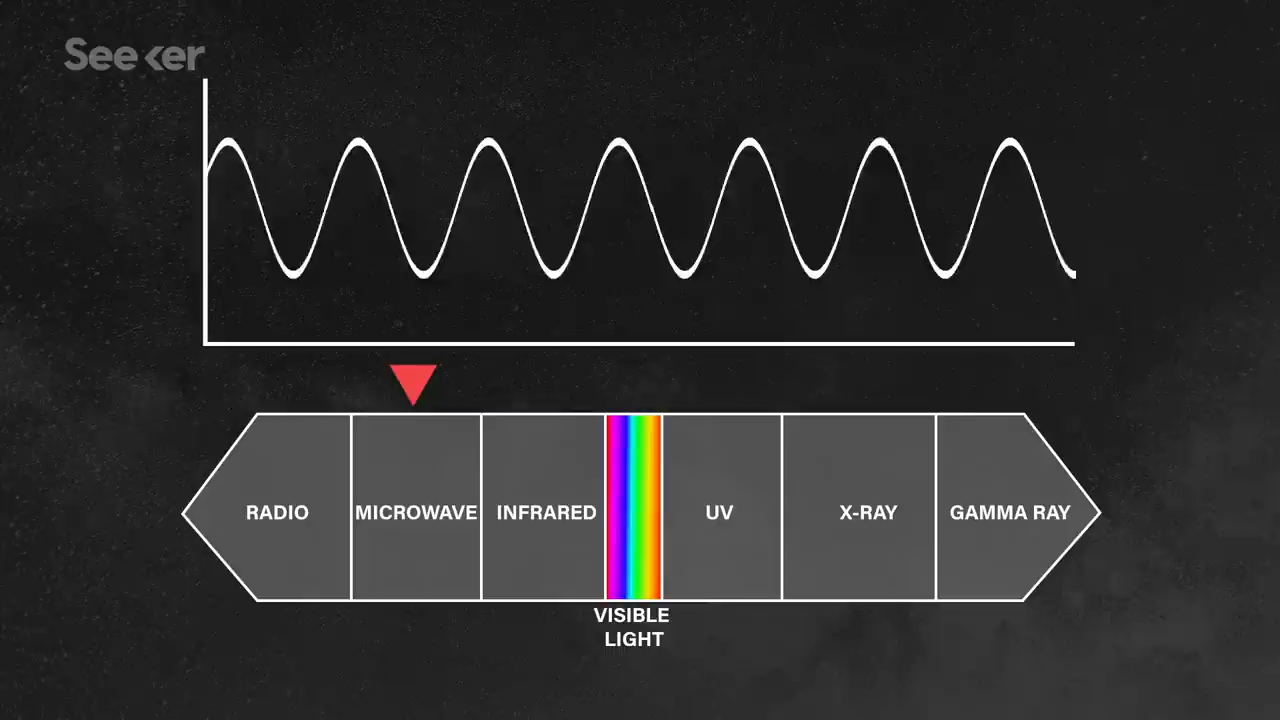 Seeker
RADIO
MICROWAVE
INFRARED
UV
X-RAY
GAMMA RAY
VISIBLE
LIGHT